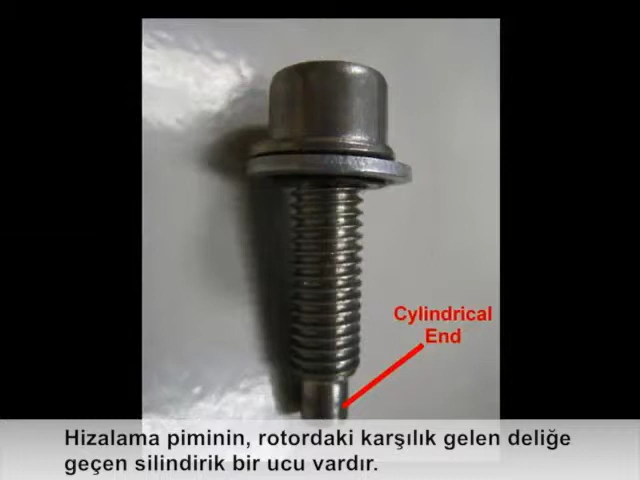 Cylindrical
End
Hizalama piminin, rotordaki karşılık gelen deliğe
geçen silindirik bir ucu vardır.